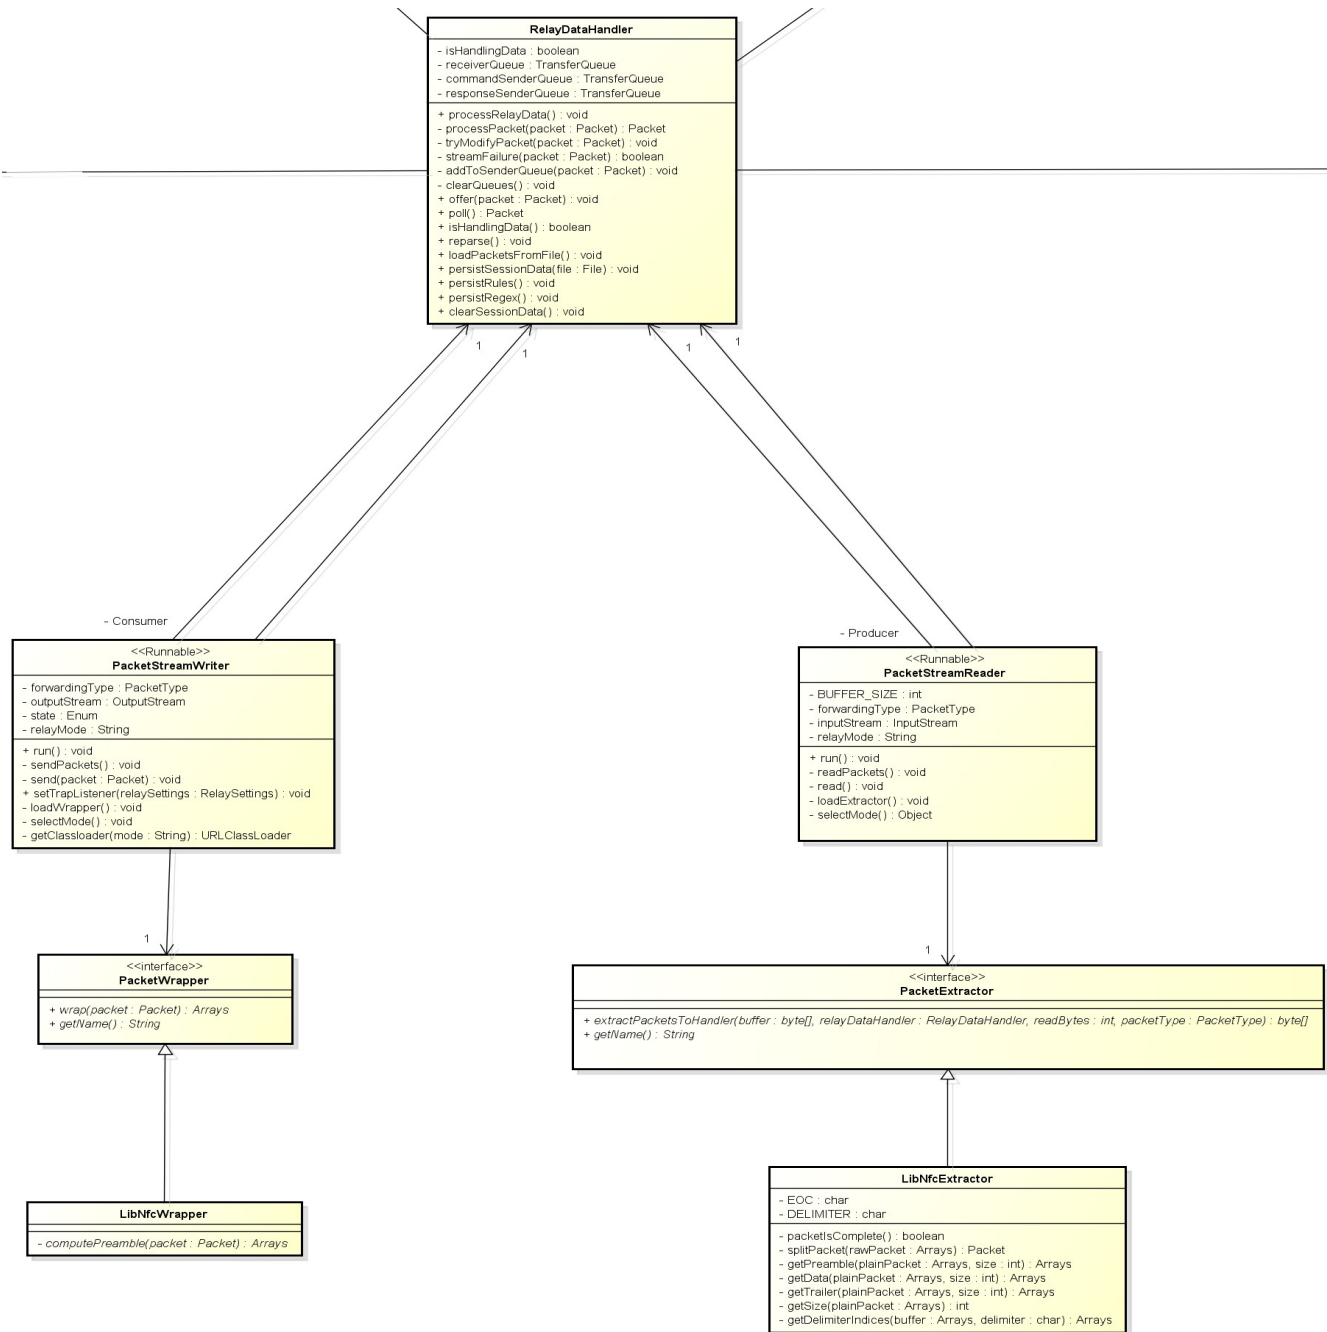 RelayDataHandler
- isHandlingData : boolean
- receiverQueue : TransferQueue
- commandSenderQueue : TransferQueue
- responseSenderQueue : TransferQueue
+ processRelayData() : void
- processPacket(packet : Packet) : Packet
- tryModifyPacket(packet : Packet) : void
- streamFailure(packet : Packet) : boolean
- addToSenderQueue(packet : Packet) : void
- clearQueues() : void
+ offer(packet : Packet) : void
+ poll() : Packet
+ isHandlingData() : boolean
+ reparse() : void
+ loadPacketsFromFile() : void
+ persistSessionData(file : File) : void
+ persistRules() : void
+ persistRegex() : void
+ clearSessionData() : void
1
1
1
1
- Consumer
<<Runnable>>
PacketStreamWriter
- forwardingType : PacketType
- outputStream : OutputStream
- state : Enum
- relayMode : String
+ run() : void
- sendPackets() : void
- send(packet : Packet) : void
+ setTrapListener(relaySettings : RelaySettings) : void
- loadWrapper() : void
- selectMode() : void
- getClassloader(mode : String) : URLClassLoader
- Producer
<<Runnable>>
PacketStreamReader
- BUFFER_SIZE : int
- forwardingType : PacketType
- inputStream : InputStream
- relayMode : String
+ run() : void
- readPackets() : void
- read() : void
- loadExtractor() : void
- selectMode() : Object
1
<<interface>>
PacketWrapper
+ wrap(packet : Packet) : Arrays
+ getName() : String
1
<<interface>>
PacketExtractor
+ extractPacketsToHandler(buffer : byte[], relayDataHandler : RelayDataHandler, readBytes : int, packetType : PacketType) : byte[]
+ getName() : String
LibNfcWrapper
- computePreamble(packet : Packet) : Arrays
LibNfcExtractor
- EOC : char
- DELIMITER : char
- packetIsComplete() : boolean
- splitPacket(rawPacket : Arrays) : Packet
- getPreamble(plainPacket : Arrays, size : int) : Arrays
- getData(plainPacket : Arrays, size : int) : Arrays
- getTrailer(plainPacket : Arrays, size : int) : Arrays
- getSize(plainPacket : Arrays) : int
- getDelimiterIndices(buffer : Arrays, delimiter : char) : Arrays